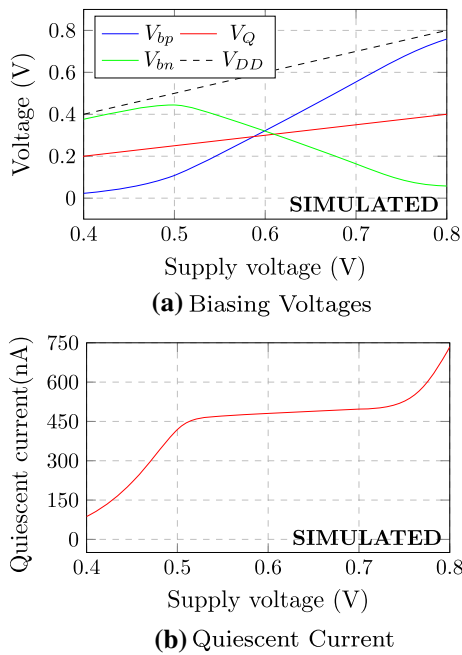 0.8
V_bp V_Q
V_bn V_DD
0.6
0.4
0.2
0
Voltage (V)
SIMULATED
0.4 0.5 0.6 0.7 0.8
Supply voltage (V)
(a) Biasing Voltages
750
600
450
300
150
0
Quiescent current(nA)
SIMULATED
0.4 0.5 0.6 0.7 0.8
Supply voltage (V)
(b) Quiescent Current